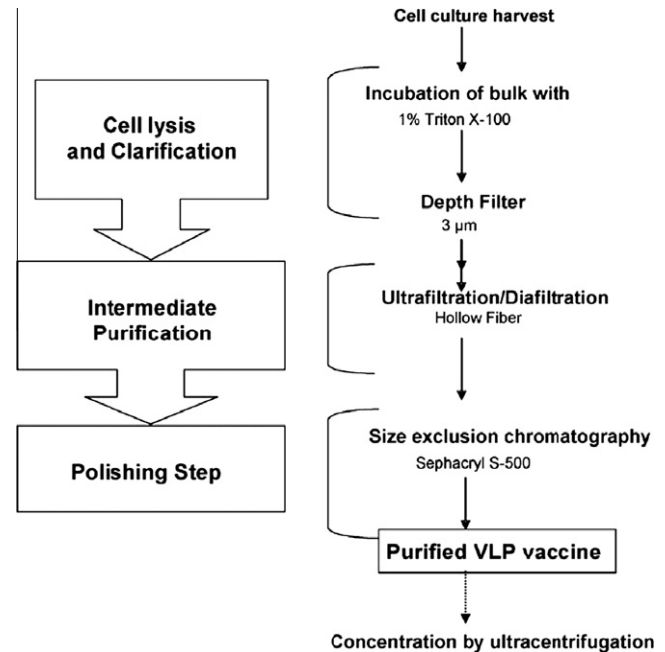 Cell culture harvest
Cell lysis
and Clarification
Incubation of bulk with
1% Triton X-100
Depth Filter
3 µm
Intermediate
Purification
Ultrafiltration/Diafiltration
Hollow Fiber
Polishing Step
Size exclusion chromatography
Sephacryl S-500
Purified VLP vaccine
Concentration by ultracentrifugation